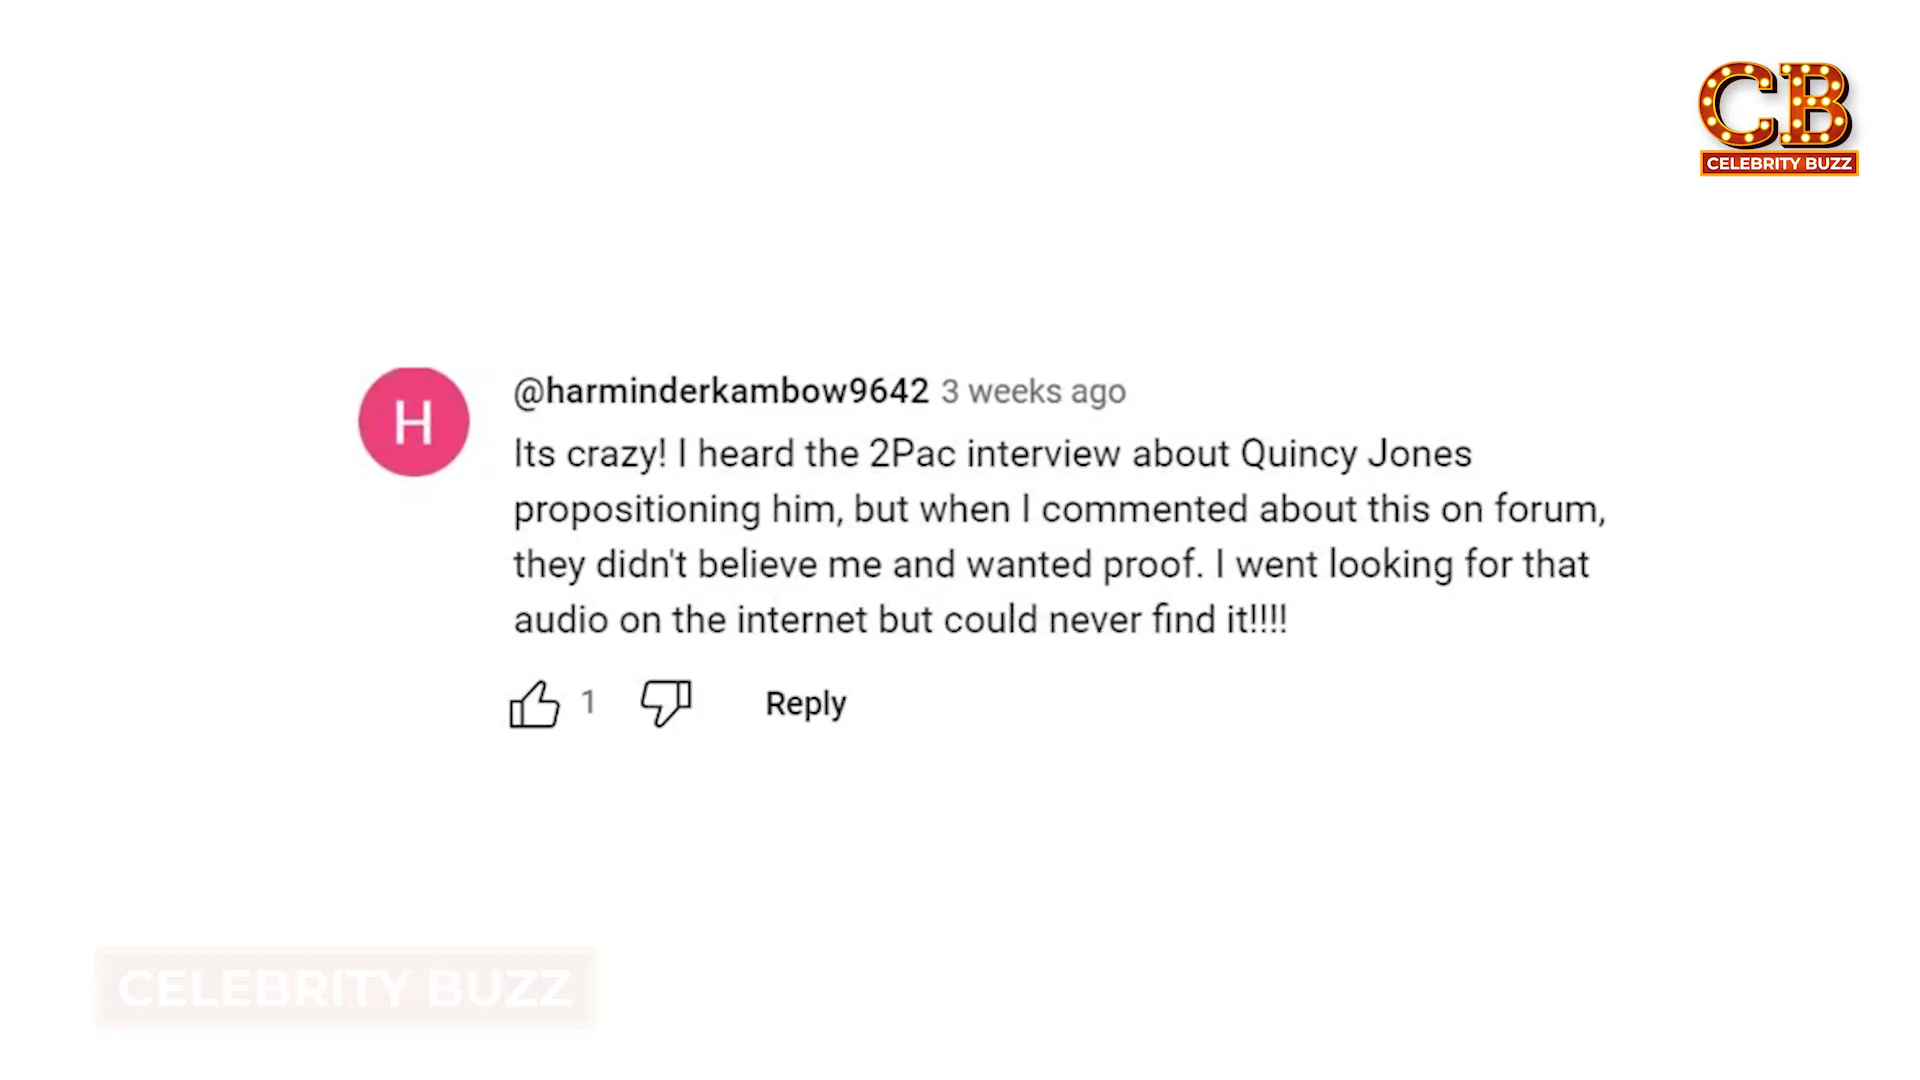 CB
CELEBRITY BUZZ
@harminderkambow9642 3 weeks ago
H
Its crazy! I heard the 2Pac interview about Quincy Jones
propositioning him, but when I commented about this on forum,
they didn't believe me and wanted proof. I went looking for that
audio on the internet but could never find it!!!!
1 Reply
CELEBRITY BUZZ